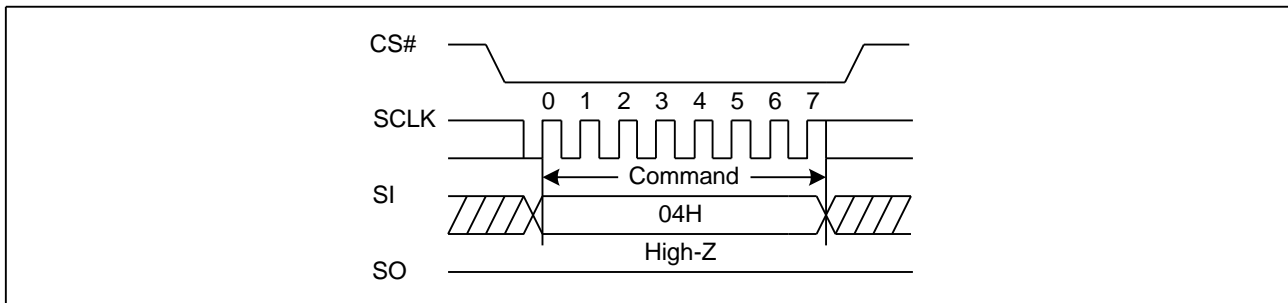 CS#
0 1 2 3 4 5 6 7
SCLK
Command
SI
04H
High-Z
SO